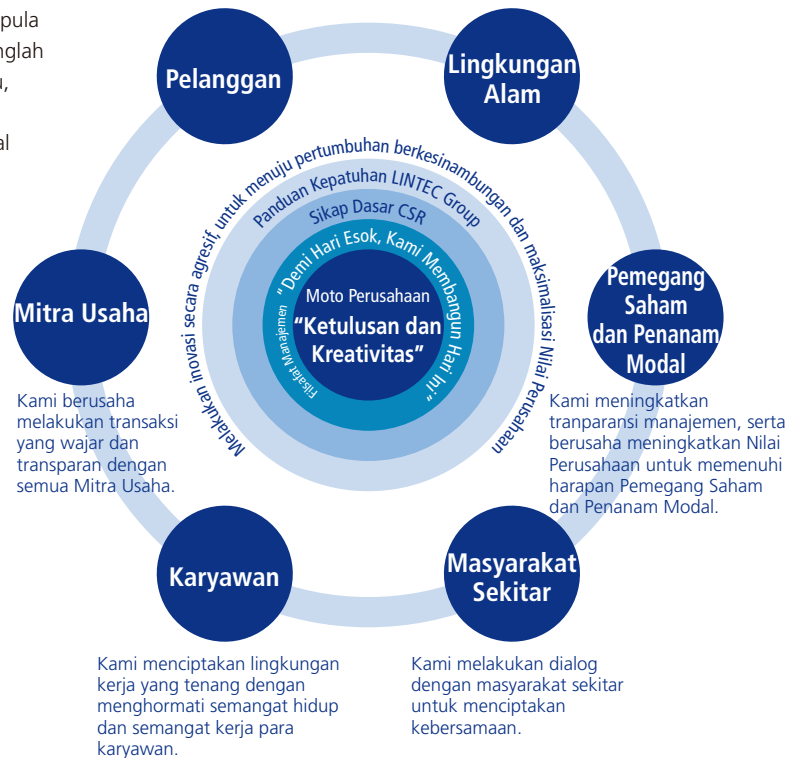 pula
nglah
u,
al
Pelanggan
Lingkungan
Alam
Melakukan inovasi secara agresif, untuk menuju pertumbuhan berkesinambungan dan maksimalisasi Nilai Perusahaan
Panduan Kepatuhan LINTEC Group
Sikap Dasar CSR
Filsafat Manajemen "Demi Hari Esok, Kami Membangun Hari Ini"
Moto Perusahaan
“Ketulusan dan
Kreativitas”
Mitra Usaha
Kami berusaha
melakukan transaksi
yang wajar dan
transparan dengan
semua Mitra Usaha.
Pemegang
Saham
dan Penanam
Modal
Kami meningkatkan
tranparansi manajemen, serta
berusaha meningkatkan Nilai
Perusahaan untuk memenuhi
harapan Pemegang Saham
dan Penanam Modal.
Karyawan
Kami menciptakan lingkungan
kerja yang tenang dengan
menghormati semangat hidup
dan semangat kerja para
karyawan.
Masyarakat
Sekitar
Kami melakukan dialog
dengan masyarakat sekitar
untuk menciptakan
kebersamaan.